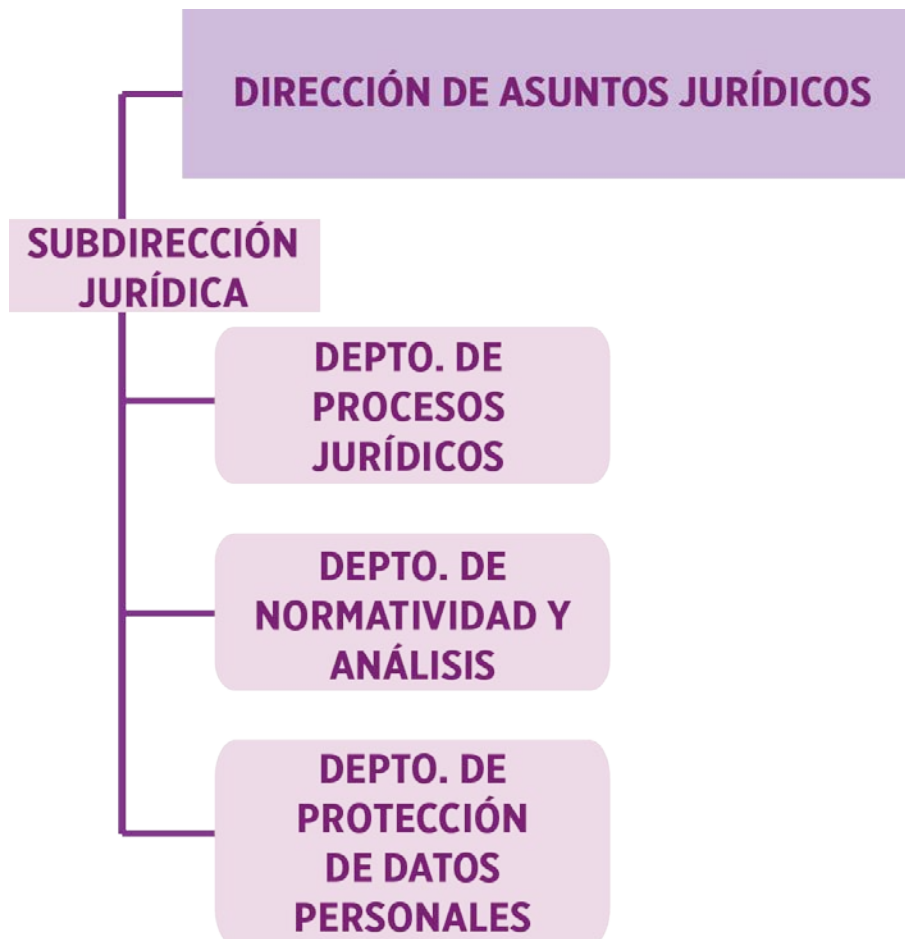 DIRECCIÓN DE ASUNTOS JURÍDICOS
SUBDIRECCIÓN
JURÍDICA
DEPTO. DE
PROCESOS
JURÍDICOS
DEPTO. DE
NORMATIVIDAD Y
ANÁLISIS
DEPTO. DE
PROTECCIÓN
DE DATOS
PERSONALES